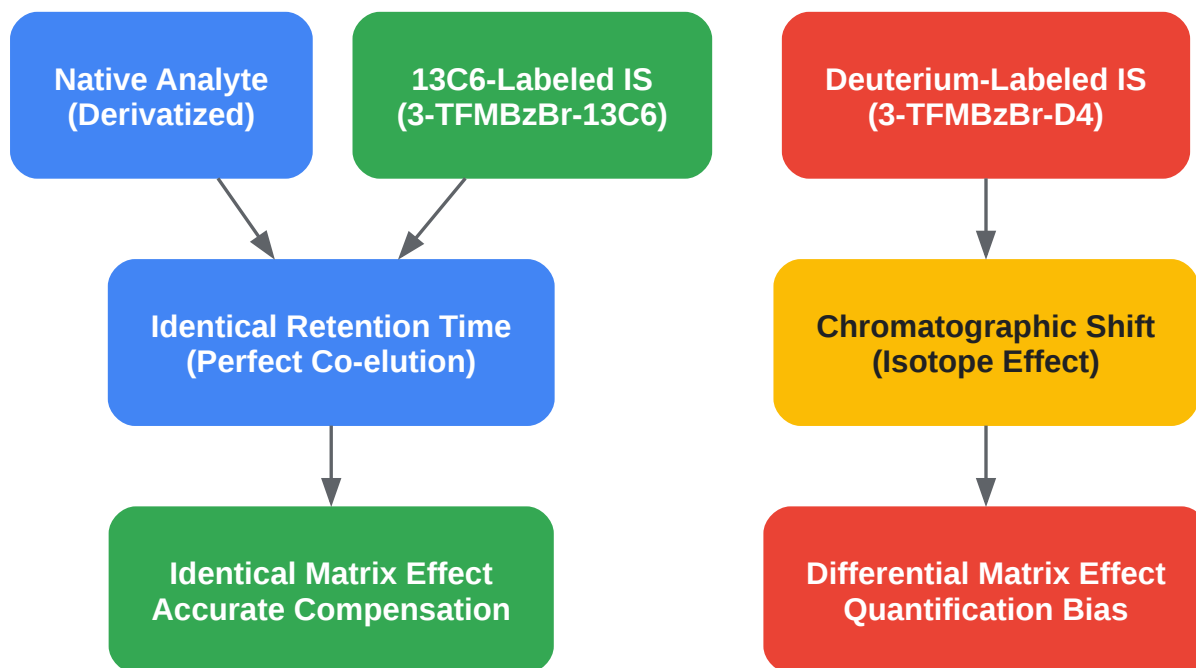 Native Analyte
(Derivatized)
13C6-Labeled IS
(3-TFMBzBr-13C6)
Deuterium-Labeled IS
(3-TFMBzBr-D4)
Identical Retention Time
(Perfect Co-elution)
Chromatographic Shift
(Isotope Effect)
Identical Matrix Effect
Accurate Compensation
Differential Matrix Effect
Quantification Bias